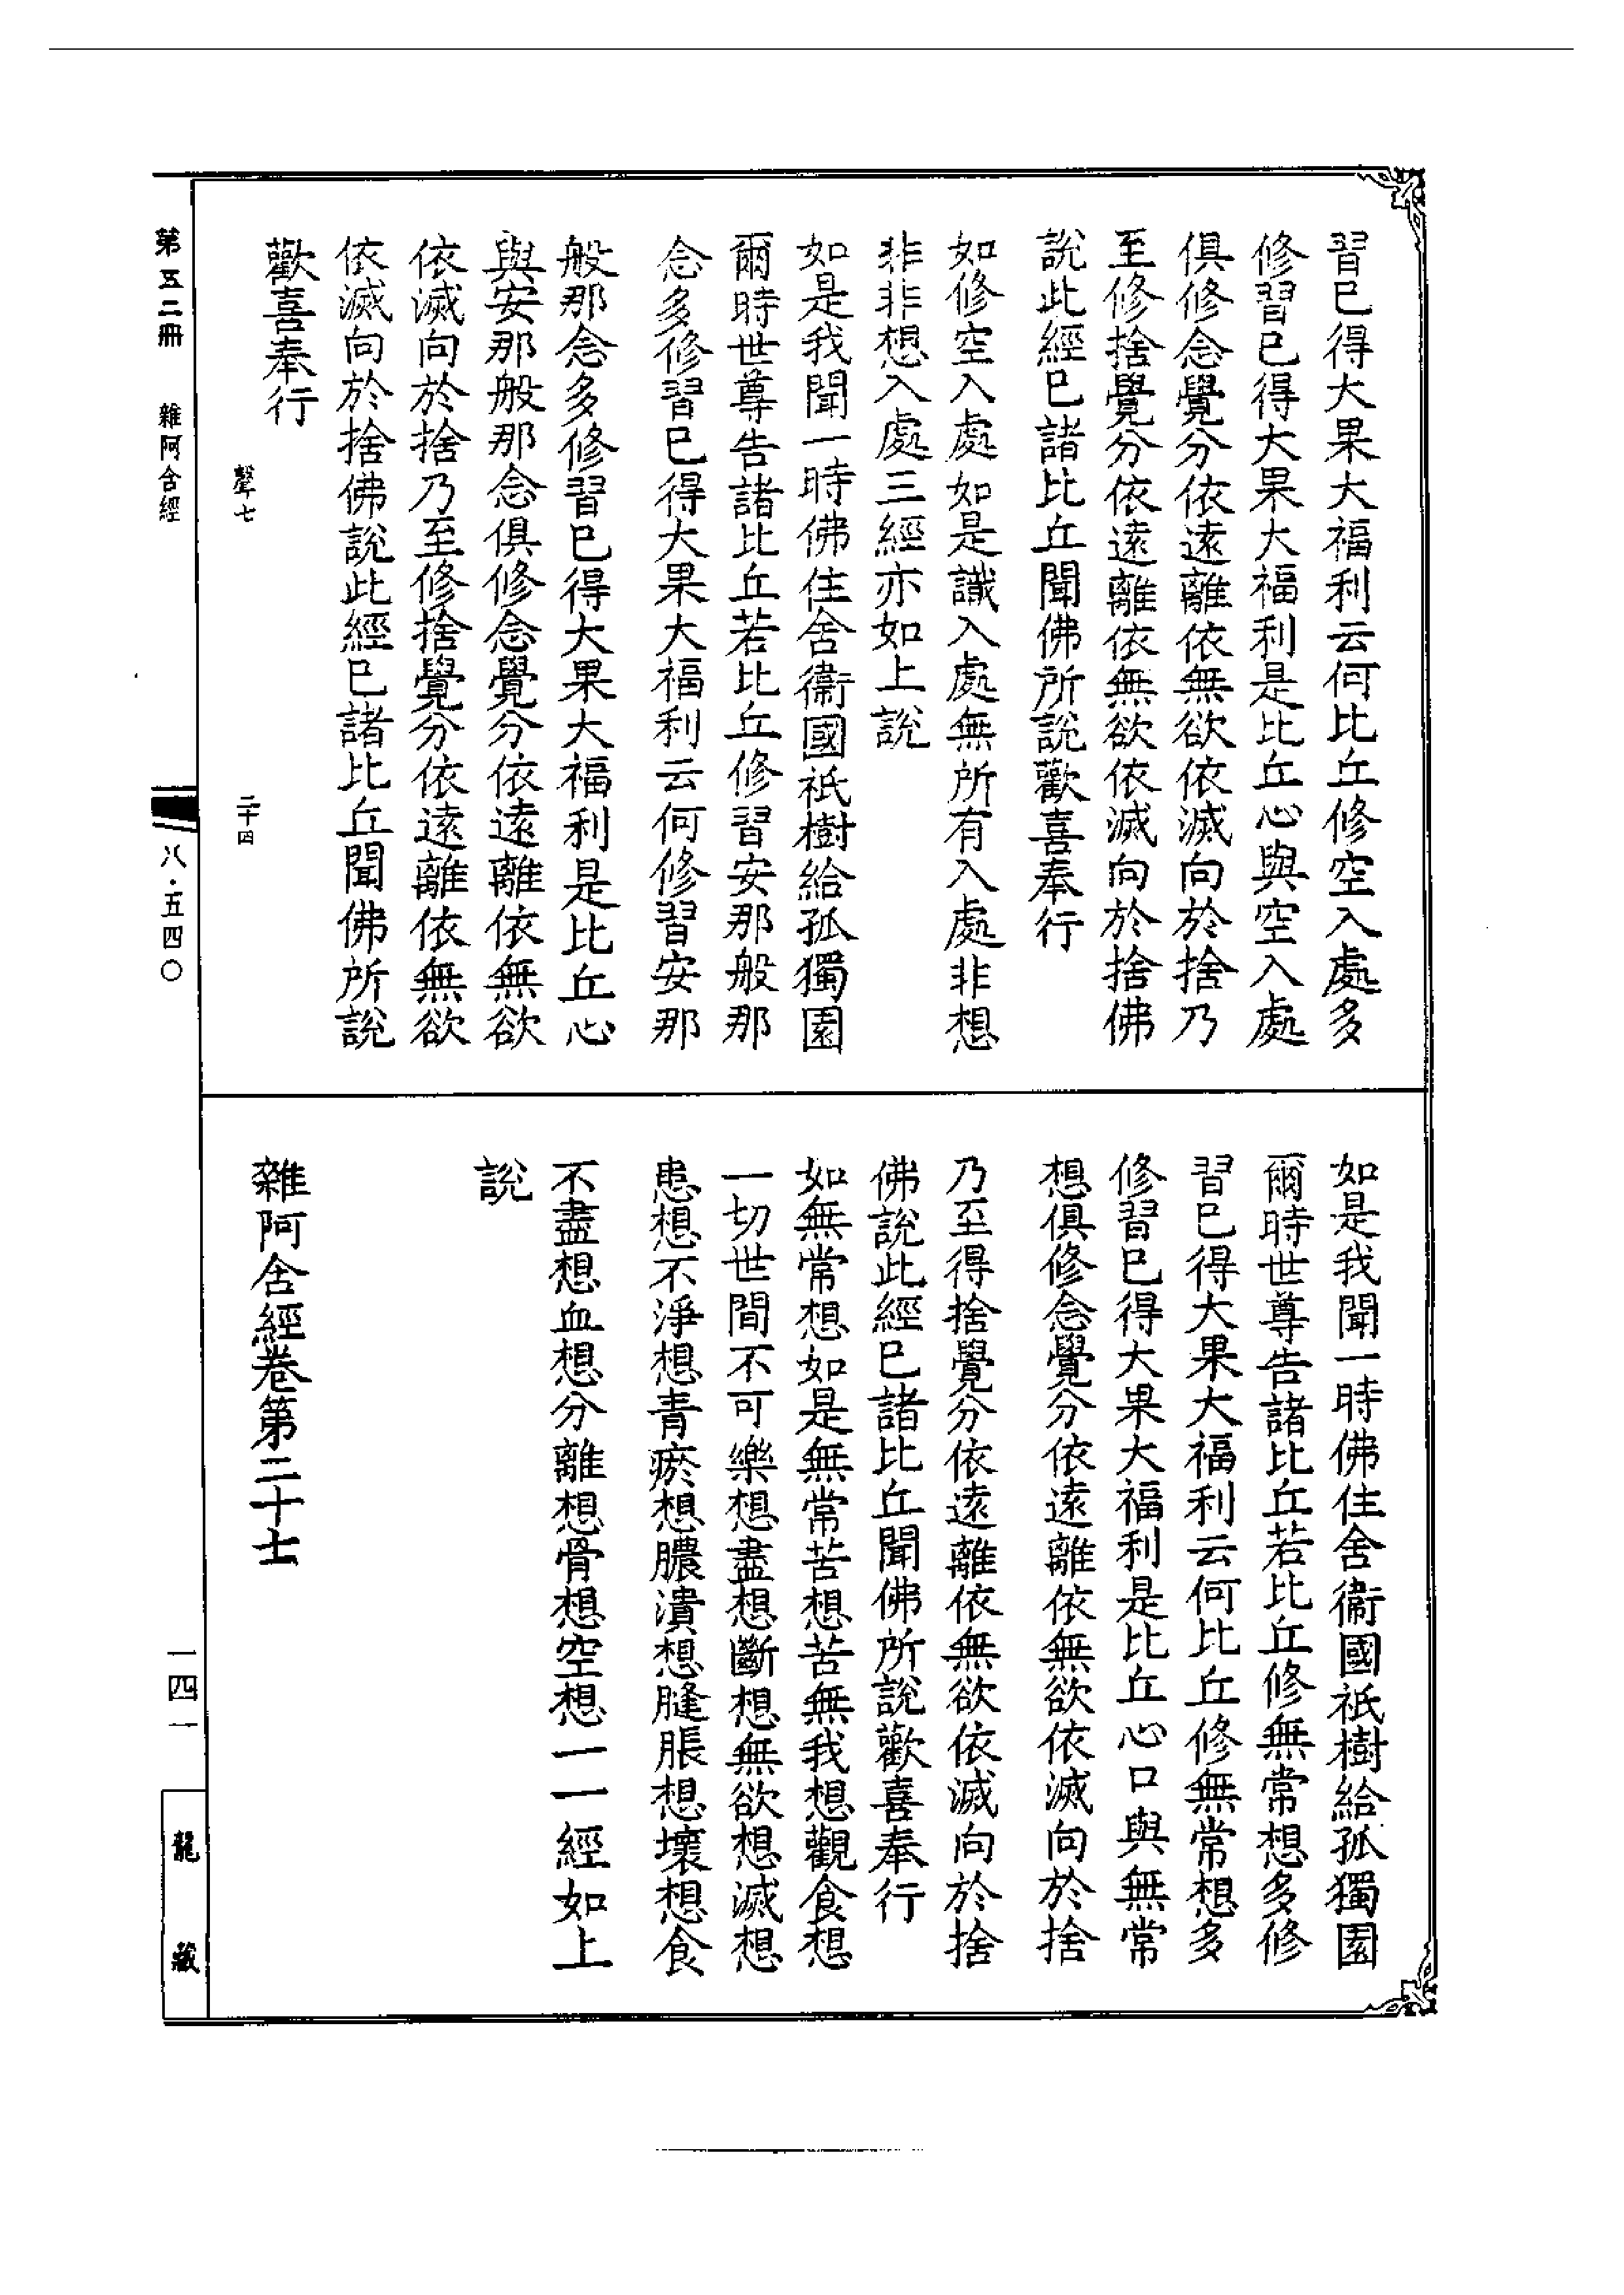 習已得大果大福利云何比丘修空入處多
修習已得大果大福利是比丘心與空入處
俱修念覺分依遠離依無欲依滅向於捨乃
至修捨覺分依遠離依無欲依滅向於捨佛
說此經已諸比丘聞佛所說歡喜奉行
如修空入處如是識入處無所有入處非想
非非想入處三經亦如上說
如是我聞一時佛住舍衞國祇樹給孤獨園
爾時世尊告諸比丘若比丘修習安那般那
念多修習已得大果大福利云何修習安那
般那念多修習已得大果大福利是比丘心
與安那般那念俱修念覺分依遠離依無欲
依滅向於捨乃至修捨覺分依遠離依無欲
依滅向於捨佛說此經已諸比丘聞佛所說
歡喜奉行
聲七 二十四
如是我聞一時佛住舍衞國祇樹給孤獨園
爾時世尊告諸比丘若比丘修無常想多修
習已得大果大福利云何比丘修無常想多
修習已得大果大福利是比丘心口與無常
想俱修念覺分依遠離依無欲依滅向於捨
乃至得捨覺分依遠離依無欲依滅向於捨
佛說此經已諸比丘聞佛所說歡喜奉行
如無常想如是無常苦想苦無我想觀食想
一切世間不可樂想盡想斷想無欲想滅想
患想不淨想青瘀想膿潰想膖脹想壞想食
不盡想血想分離想骨想空想一一經如上
說
雜阿含經卷第二十七
第五二冊 雜阿含經 八·五四〇 一四一 龍藏